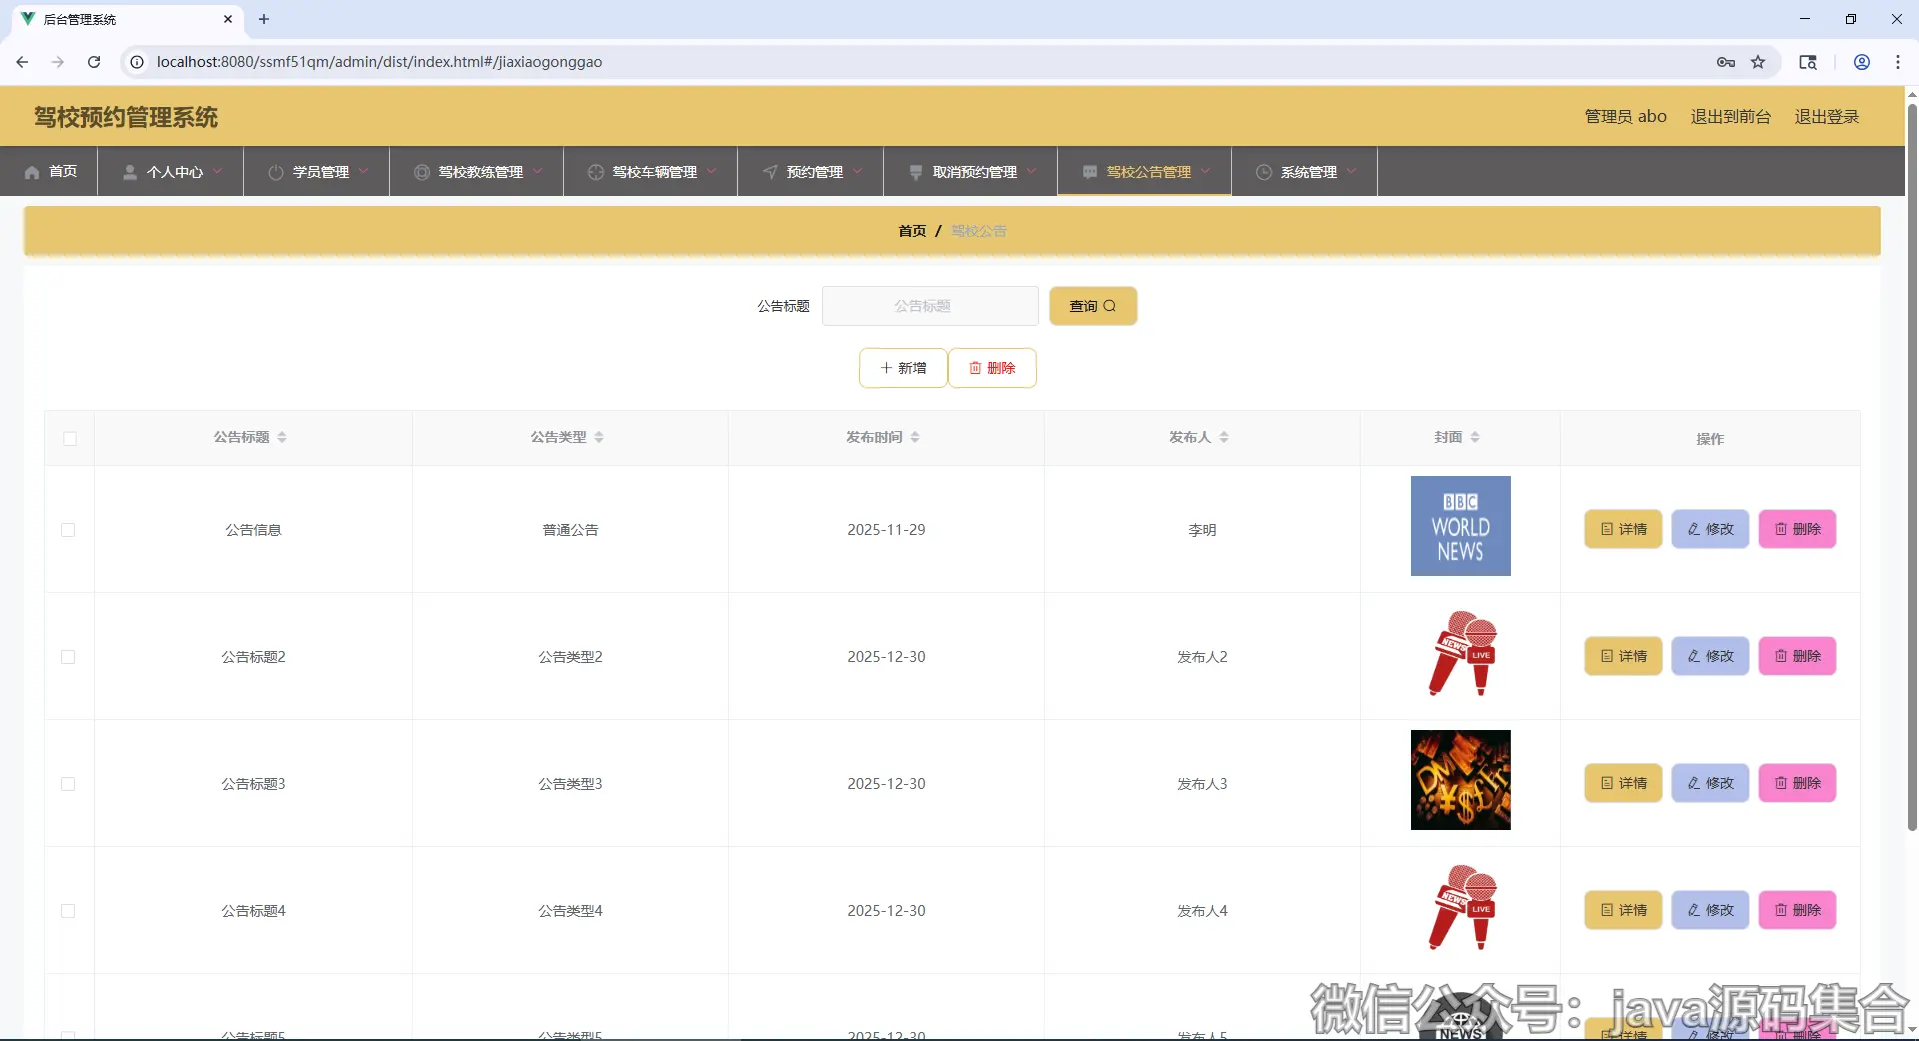 后台管理系统
localhost:8080/ssmf51qm/admin/dist/index.html#/jiaxiaogonggao
驾校预约管理系统
管理员 abo 退出到前台 退出登录
首页 个人中心 学员管理 驾校教练管理 驾校车辆管理 预约管理 取消预约管理 驾校公告管理 系统管理
首页 / 驾校公告
公告标题 公告标题 查询
新增 删除
公告标题 公告类型 发布时间 发布人 封面 操作
公告信息 普通公告 2025-11-29 李明 BBC WORLD NEWS 详情 修改 删除
公告标题2 公告类型2 2025-12-30 发布人2 NEWS LIVE 详情 修改 删除
公告标题3 公告类型3 2025-12-30 发布人3 详情 修改 删除
公告标题4 公告类型4 2025-12-30 发布人4 NEWS LIVE 详情 修改 删除
公告标题5 公告类型5 2025-12-30 发布人5 NEWS 详情 修改 删除
微信公众号：java源码集合